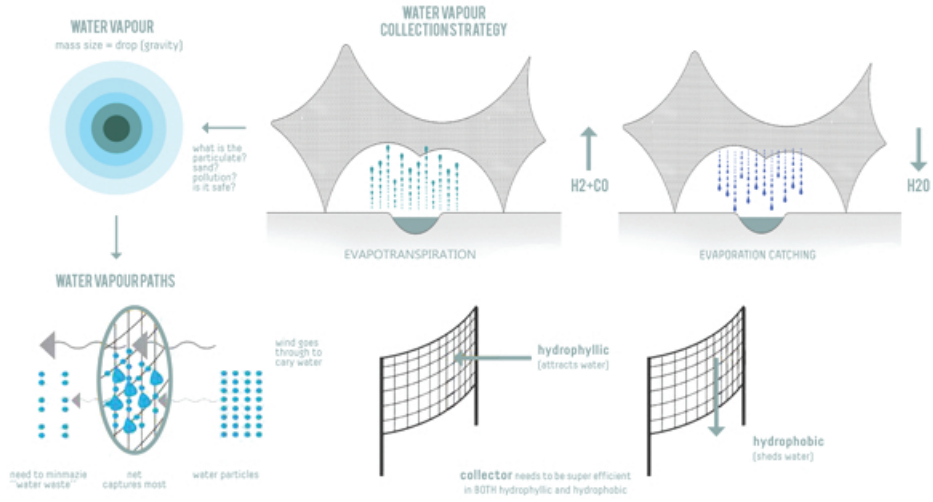 WATER VAPOUR
mass size = drop (gravity)
WATER VAPOUR
COLLECTION STRATEGY
what is the
particulate?
sand?
pollution?
is it safe?
H2+CO
H2O
EVAPOTRANSPIRATION
EVAPORATION CATCHING
WATER VAPOUR PATHS
wind goes
through to
cary water
hydrophyllic
(attracts water)
hydrophobic
(sheds water)
need to minmazie
"water waste"
net
captures most
water particles
collector needs to be super efficient
in BOTH hydrophyllic and hydrophobic